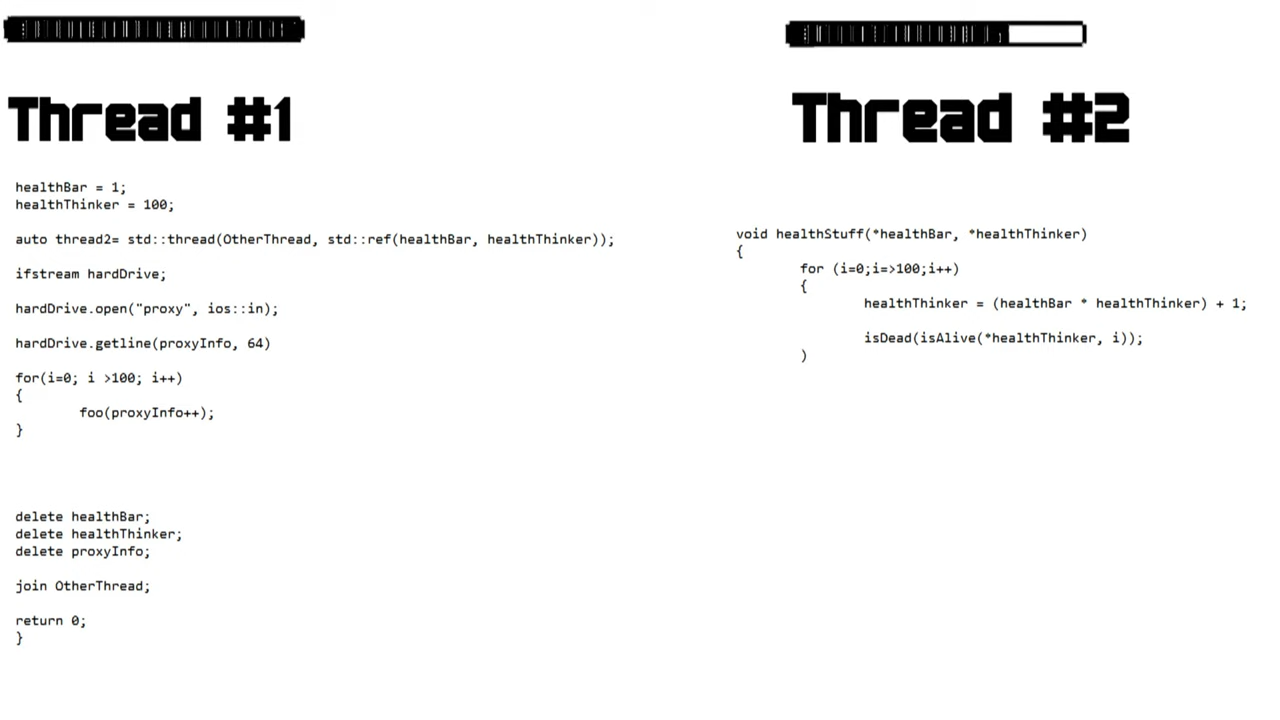 Thread #1
healthBar = 1;
healthThinker = 100;
auto thread2= std::thread(OtherThread, std::ref(healthBar, healthThinker));
ifstream hardDrive;
hardDrive.open("proxy", ios::in);
hardDrive.getline(proxyInfo, 64)
for(i=0; i >100; i++)
{
foo(proxyInfo++);
}
delete healthBar;
delete healthThinker;
delete proxyInfo;
join OtherThread;
return 0;
}
Thread #2
void healthStuff(*healthBar, *healthThinker)
{
for (i=0;i=>100;i++)
{
healthThinker = (healthBar * healthThinker) + 1;
isDead(isAlive(*healthThinker, i));
)